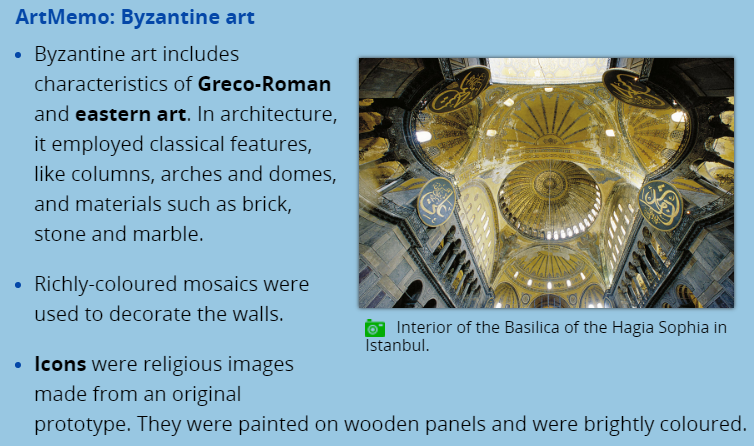 ArtMemo: Byzantine art
Byzantine art includes
characteristics of Greco-Roman
and eastern art. In architecture,
it employed classical features,
like columns, arches and domes,
and materials such as brick,
stone and marble.
Richly-coloured mosaics were
used to decorate the walls.
Icons were religious images
made from an original
prototype. They were painted on wooden panels and were brightly coloured.
Interior of the Basilica of the Hagia Sophia in
Istanbul.